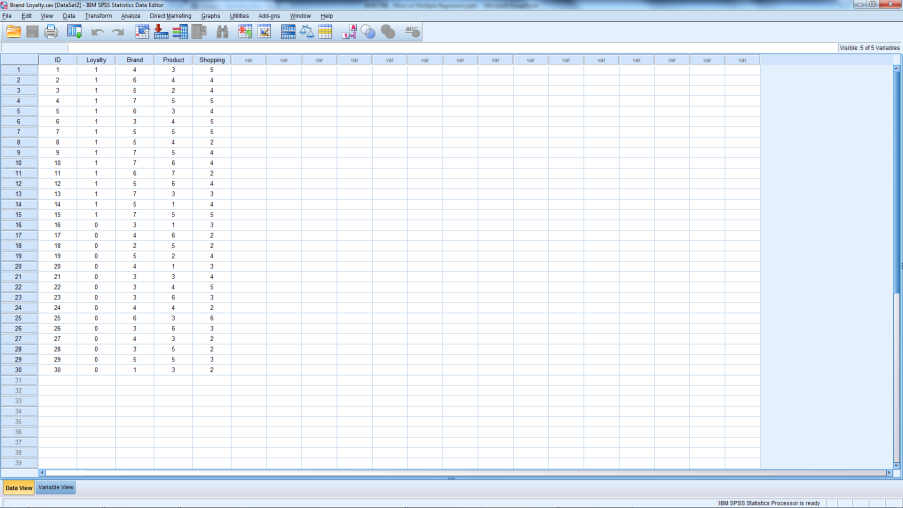 Brand Loyalty.sav [DataSet2] - IBM SPSS Statistics Data Editor
File Edit View Data Transform Analyze Direct Marketing Graphs Utilities Add-ons Window Help
Visible: 5 of 5 Variables
ID Loyalty Brand Product Shopping var var var var var var var var var var var var var var var
1 1 1 4 3 5
2 2 1 6 4 4
3 3 1 5 2 4
4 4 1 7 5 5
5 5 1 6 3 4
6 6 1 3 4 5
7 7 1 5 5 5
8 8 1 5 4 2
9 9 1 7 5 4
10 10 1 7 6 4
11 11 1 6 7 2
12 12 1 5 6 4
13 13 1 7 3 3
14 14 1 5 1 4
15 15 1 7 5 5
16 16 0 3 1 3
17 17 0 4 6 2
18 18 0 2 5 2
19 19 0 5 2 4
20 20 0 4 1 3
21 21 0 3 3 4
22 22 0 3 4 5
23 23 0 3 6 3
24 24 0 4 4 2
25 25 0 6 3 6
26 26 0 3 6 3
27 27 0 4 3 2
28 28 0 3 5 2
29 29 0 5 5 3
30 30 0 1 3 2
31
32
33
34
35
36
37
38
39
Data View Variable View
IBM SPSS Statistics Processor is ready